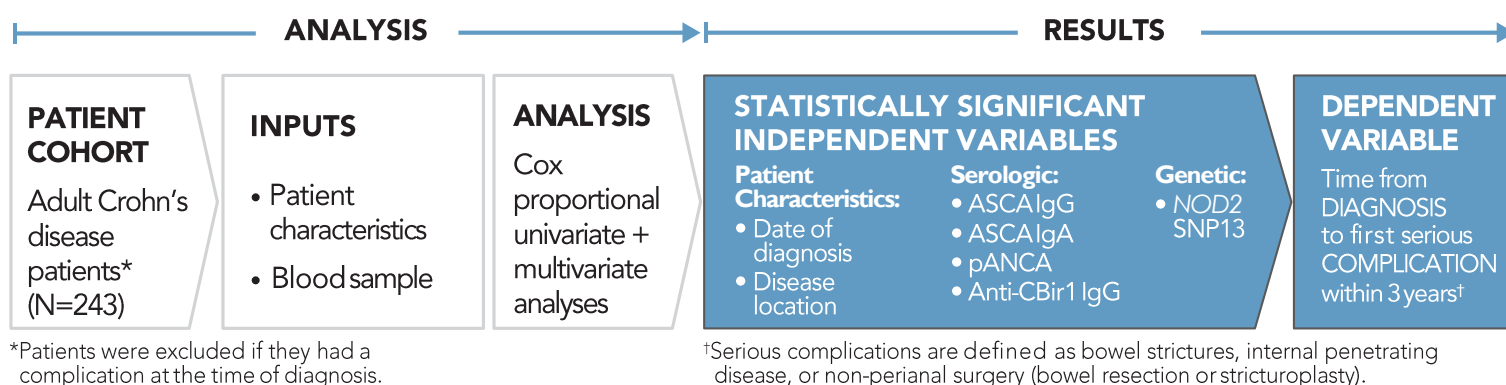 ANALYSIS
RESULTS
PATIENT
COHORT
Adult Crohn's
disease
patients*
(N=243)
INPUTS
• Patient
characteristics
• Blood sample
ANALYSIS
Cox
proportional
univariate +
multivariate
analyses
STATISTICALLY SIGNIFICANT
INDEPENDENT VARIABLES
Patient
Characteristics:
• Date of
diagnosis
• Disease
location
Serologic:
• ASCA IgG
• ASCA IgA
• pANCA
• Anti-CBir1 IgG
Genetic:
• NOD2
SNP13
DEPENDENT
VARIABLE
Time from
DIAGNOSIS
to first serious
COMPLICATION
within 3 years†
*Patients were excluded if they had a
complication at the time of diagnosis.
†Serious complications are defined as bowel strictures, internal penetrating
disease, or non-perianal surgery (bowel resection or stricturoplasty).